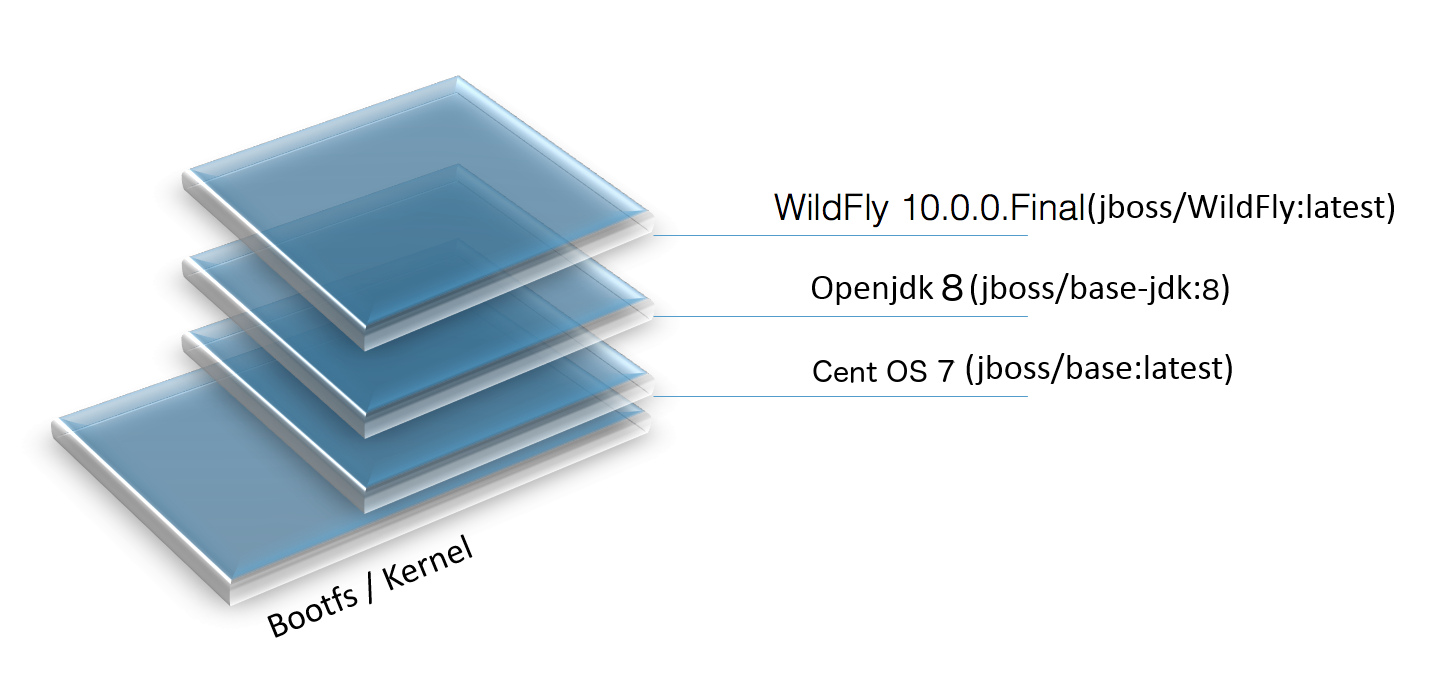 WildFly 10.0.0.Final(jboss/WildFly:latest)
Openjdk 8 (jboss/base-jdk:8)
Cent OS 7 (jboss/base:latest)
Bootfs / Kernel